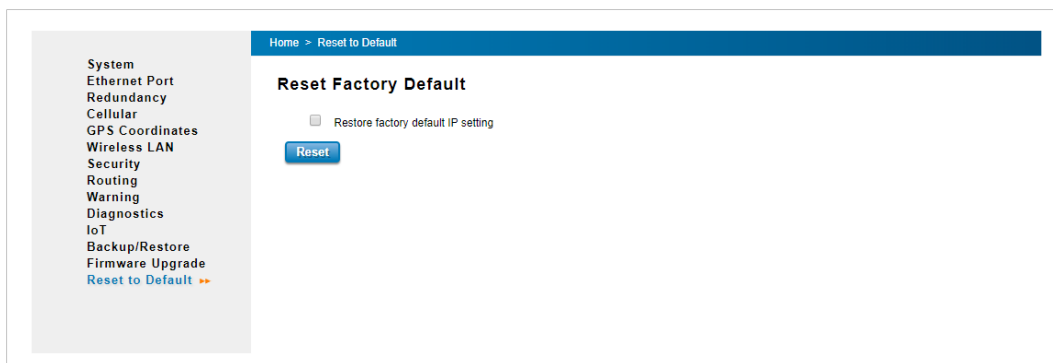 Home > Reset to Default
System
Ethernet Port
Redundancy
Cellular
GPS Coordinates
Wireless LAN
Security
Routing
Warning
Diagnostics
IoT
Backup/Restore
Firmware Upgrade
Reset to Default
Reset Factory Default
Restore factory default IP setting
Reset